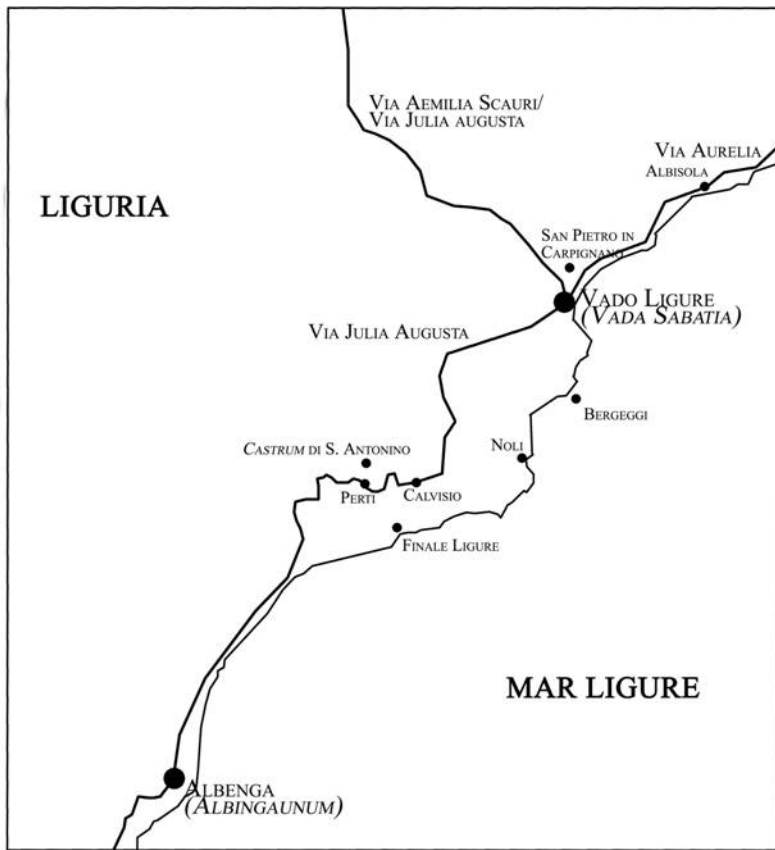 Via Aemilia Scauri/
Via Julia augusta
Via Aurelia
Albisola
LIGURIA
San Pietro in
Carpignano
Vado Ligure
(Vada Sabatia)
Via Julia Augusta
Bergeggi
Castrum di S. Antonino
Noli
Perti
Calvisio
Finale Ligure
MAR LIGURE
Albenga
(Albingaunum)